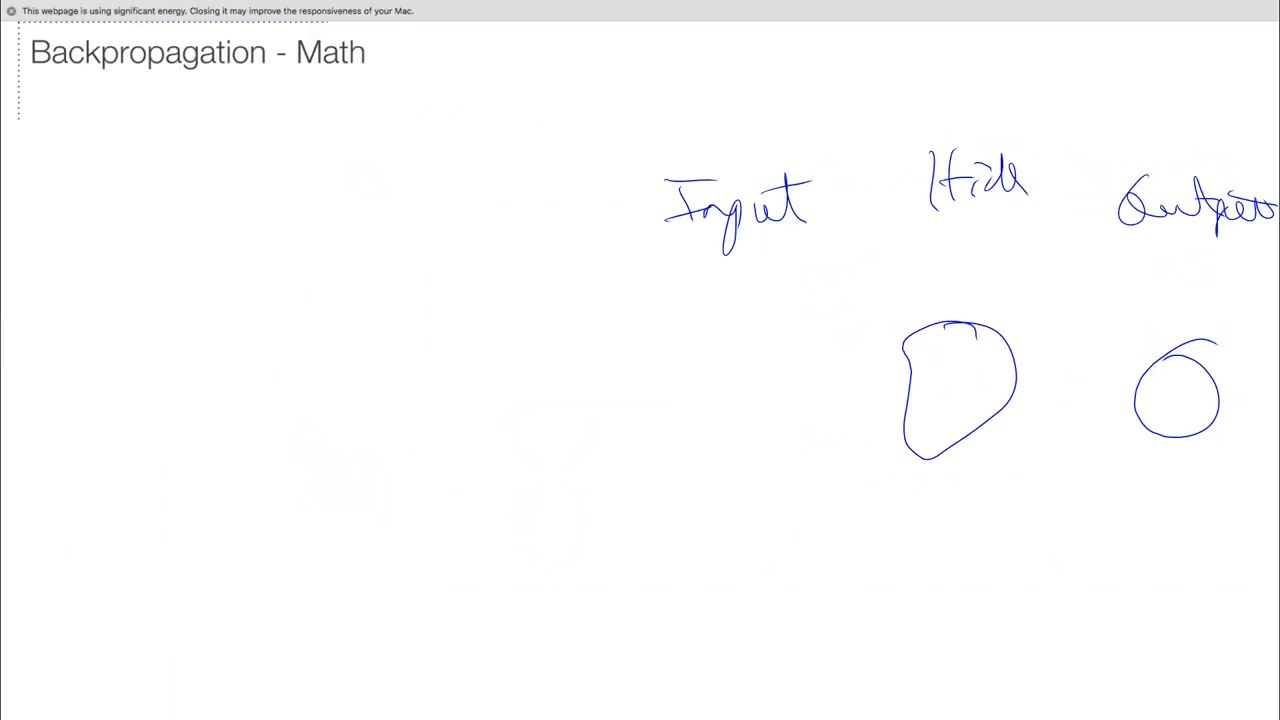 This webpage is using significant energy. Closing it may improve the responsiveness of your Mac.
Backpropagation - Math
Input Hide Output